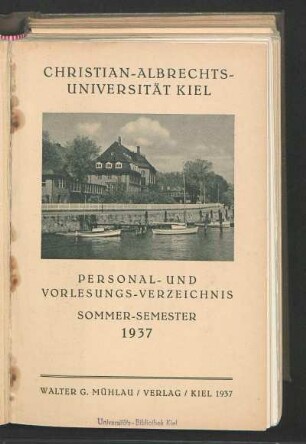 CHRISTIAN-ALBRECHTS-
UNIVERSITÄT KIEL
PERSONAL- UND
VORLESUNGS-VERZEICHNIS
SOMMER-SEMESTER
1937
WALTER G. MÜHLAU / VERLAG / KIEL 1937
Universitäts-Bibliothek Kiel